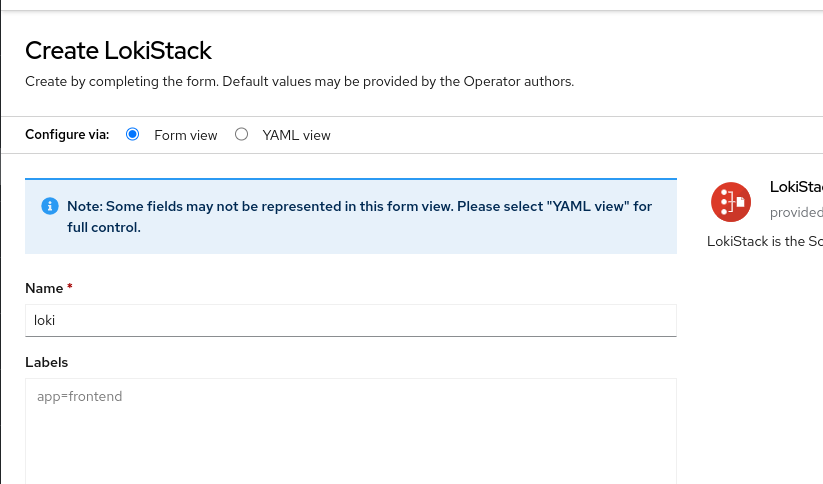 Create LokiStack
Create by completing the form. Default values may be provided by the Operator authors.
Configure via:
Form view
YAML view
Note: Some fields may not be represented in this form view. Please select "YAML view" for
full control.
Name *
loki
Labels
app=frontend
LokiStac
provided
LokiStack is the Sc